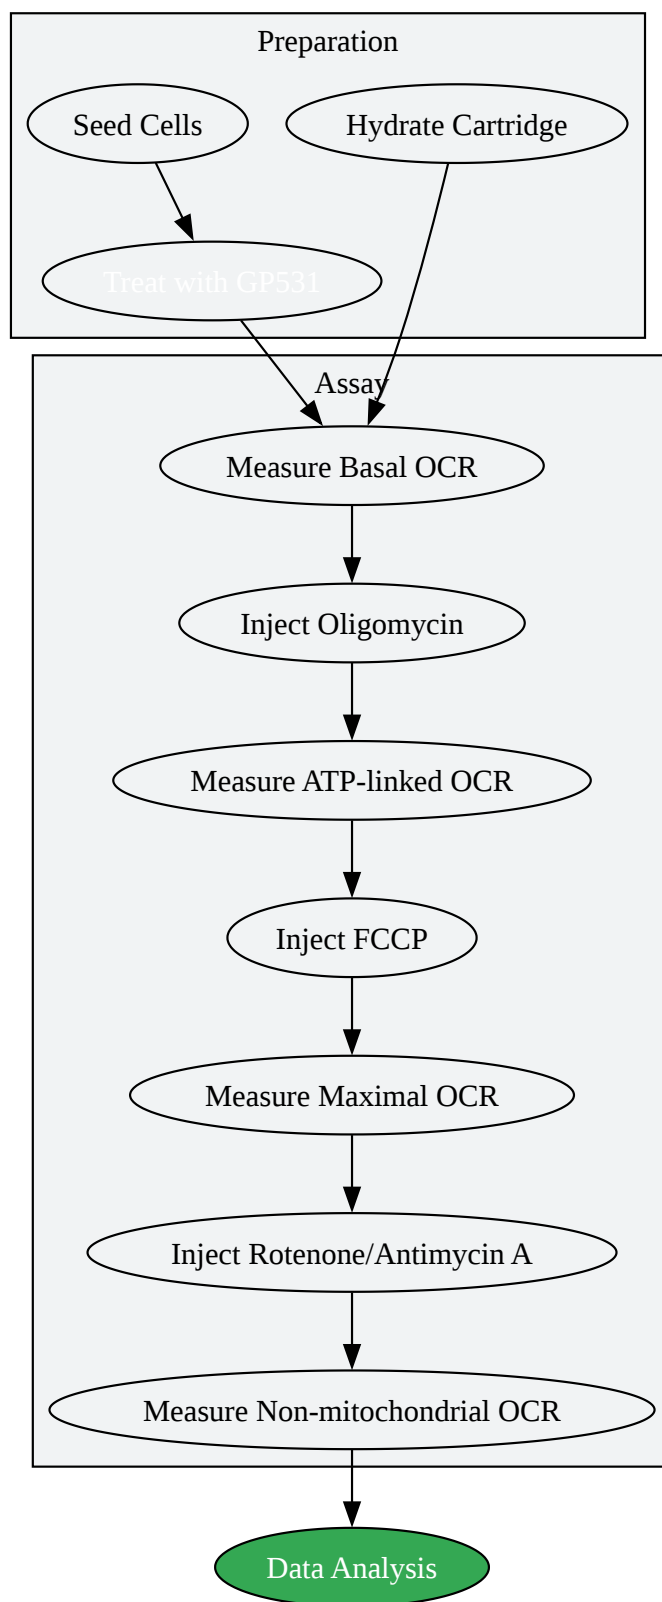 Preparation
Seed Cells
Hydrate Cartridge
Treat with GP531
Assay
Measure Basal OCR
Inject Oligomycin
Measure ATP-linked OCR
Inject FCCP
Measure Maximal OCR
Inject Rotenone/Antimycin A
Measure Non-mitochondrial OCR
Data Analysis